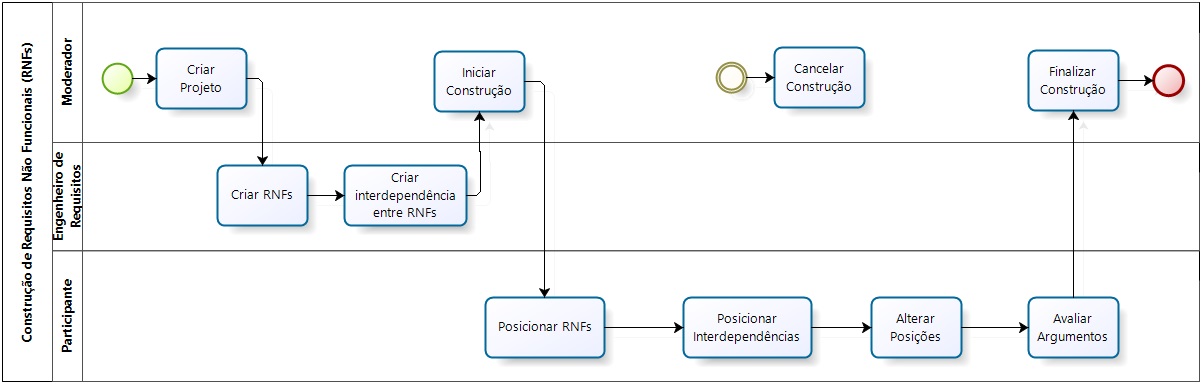 Construção de Requisitos Não Funcionais (RNFs)
Moderador
Criar
Projeto
Iniciar
Construção
Cancelar
Construção
Finalizar
Construção
Engenheiro de
Requisitos
Criar RNFs
Criar
interdependência
entre RNFs
Participante
Posicionar RNFs
Posicionar
Interdependências
Alterar
Posições
Avaliar
Argumentos